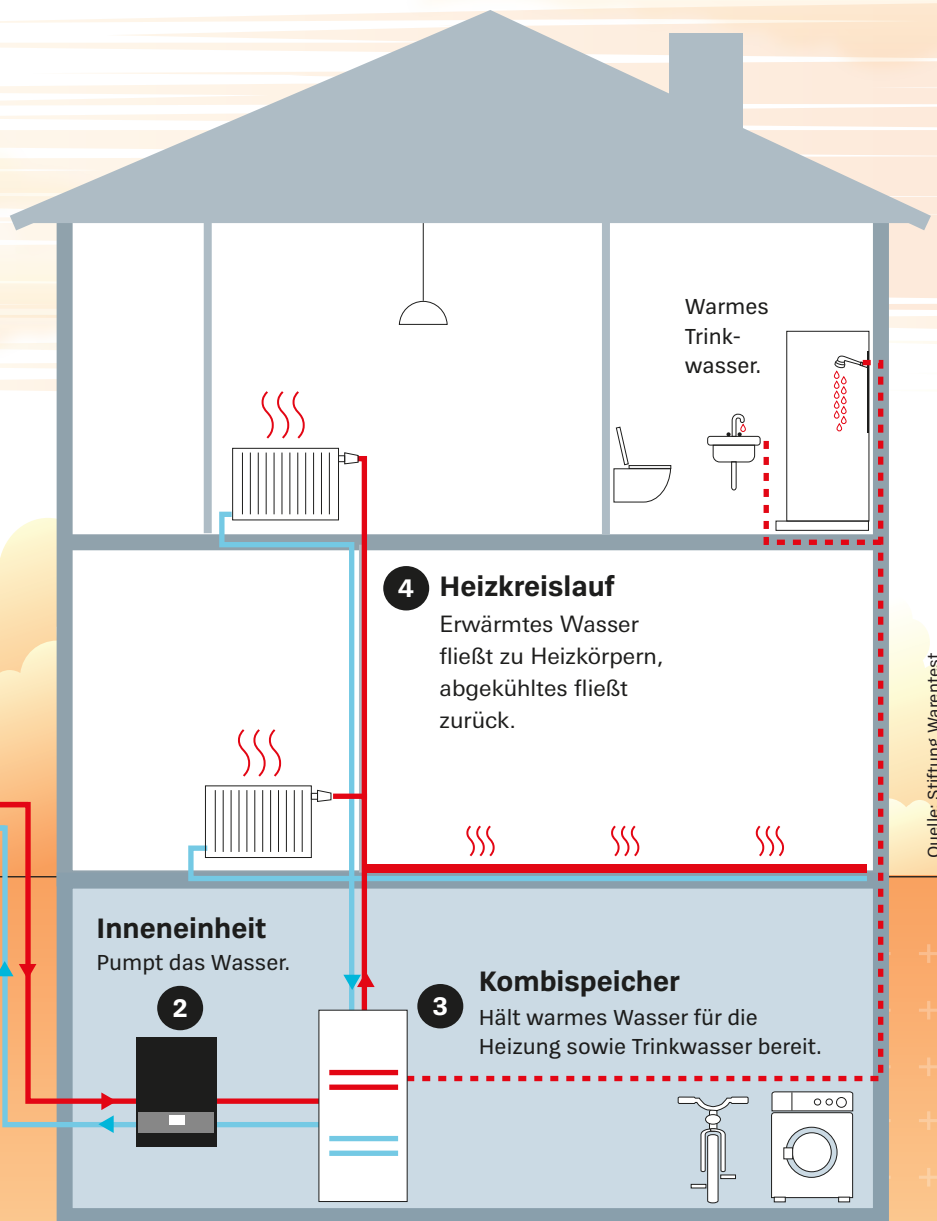 Warmes
Trink-
wasser.
4 Heizkreislauf
Erwärmtes Wasser
fließt zu Heizkörpern,
abgekühltes fließt
zurück.
Quelle: Stiftung Warentest
Inneneinheit
Pumpt das Wasser.
2
3 Kombispeicher
Hält warmes Wasser für die
Heizung sowie Trinkwasser bereit.